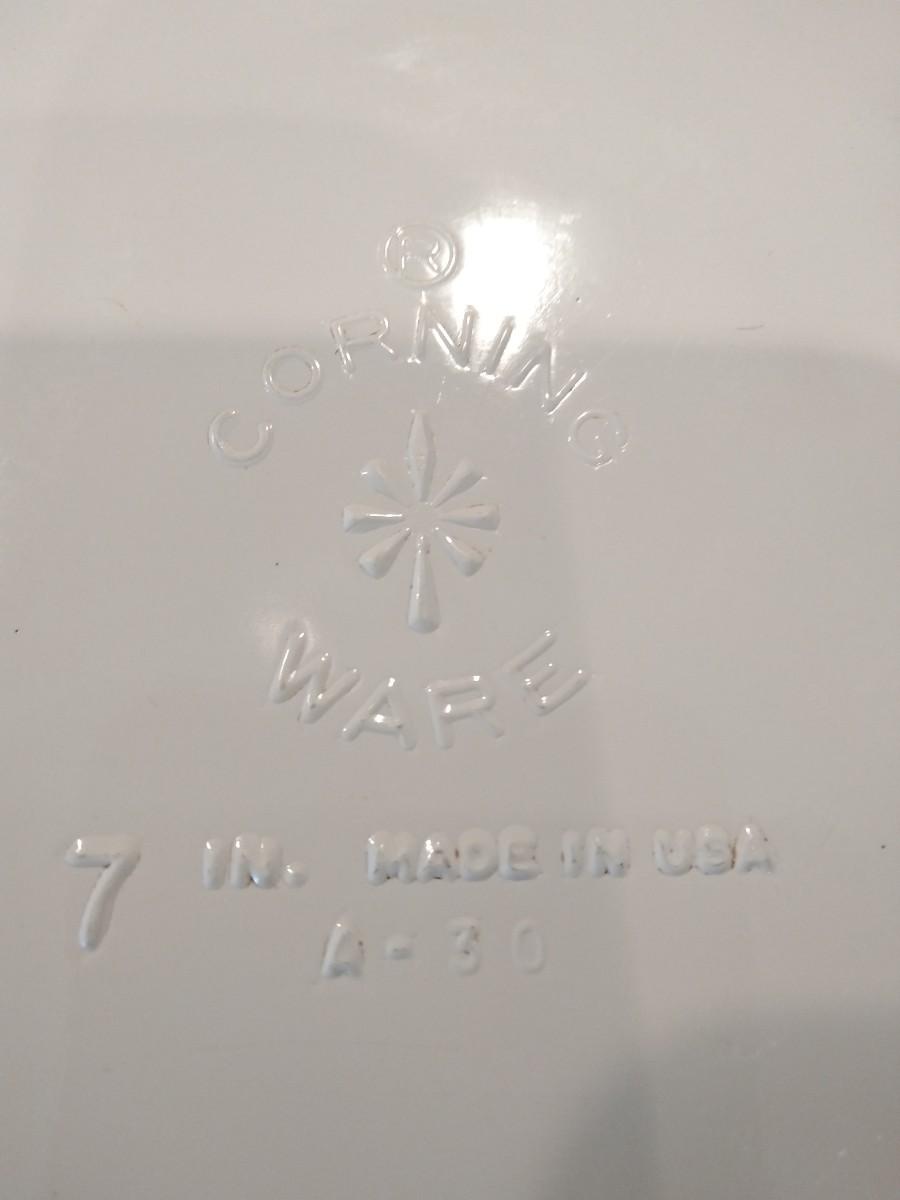 ®
CORNING
WARE
7 IN. MADE IN USA
A-30